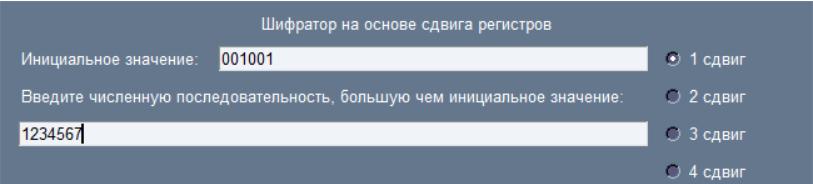 Шифратор на основе сдвига регистров
Инициальное значение: 001001 1 сдвиг
Введите численную последовательность, большую чем инициальное значение: 2 сдвиг
1234567 3 сдвиг
4 сдвиг